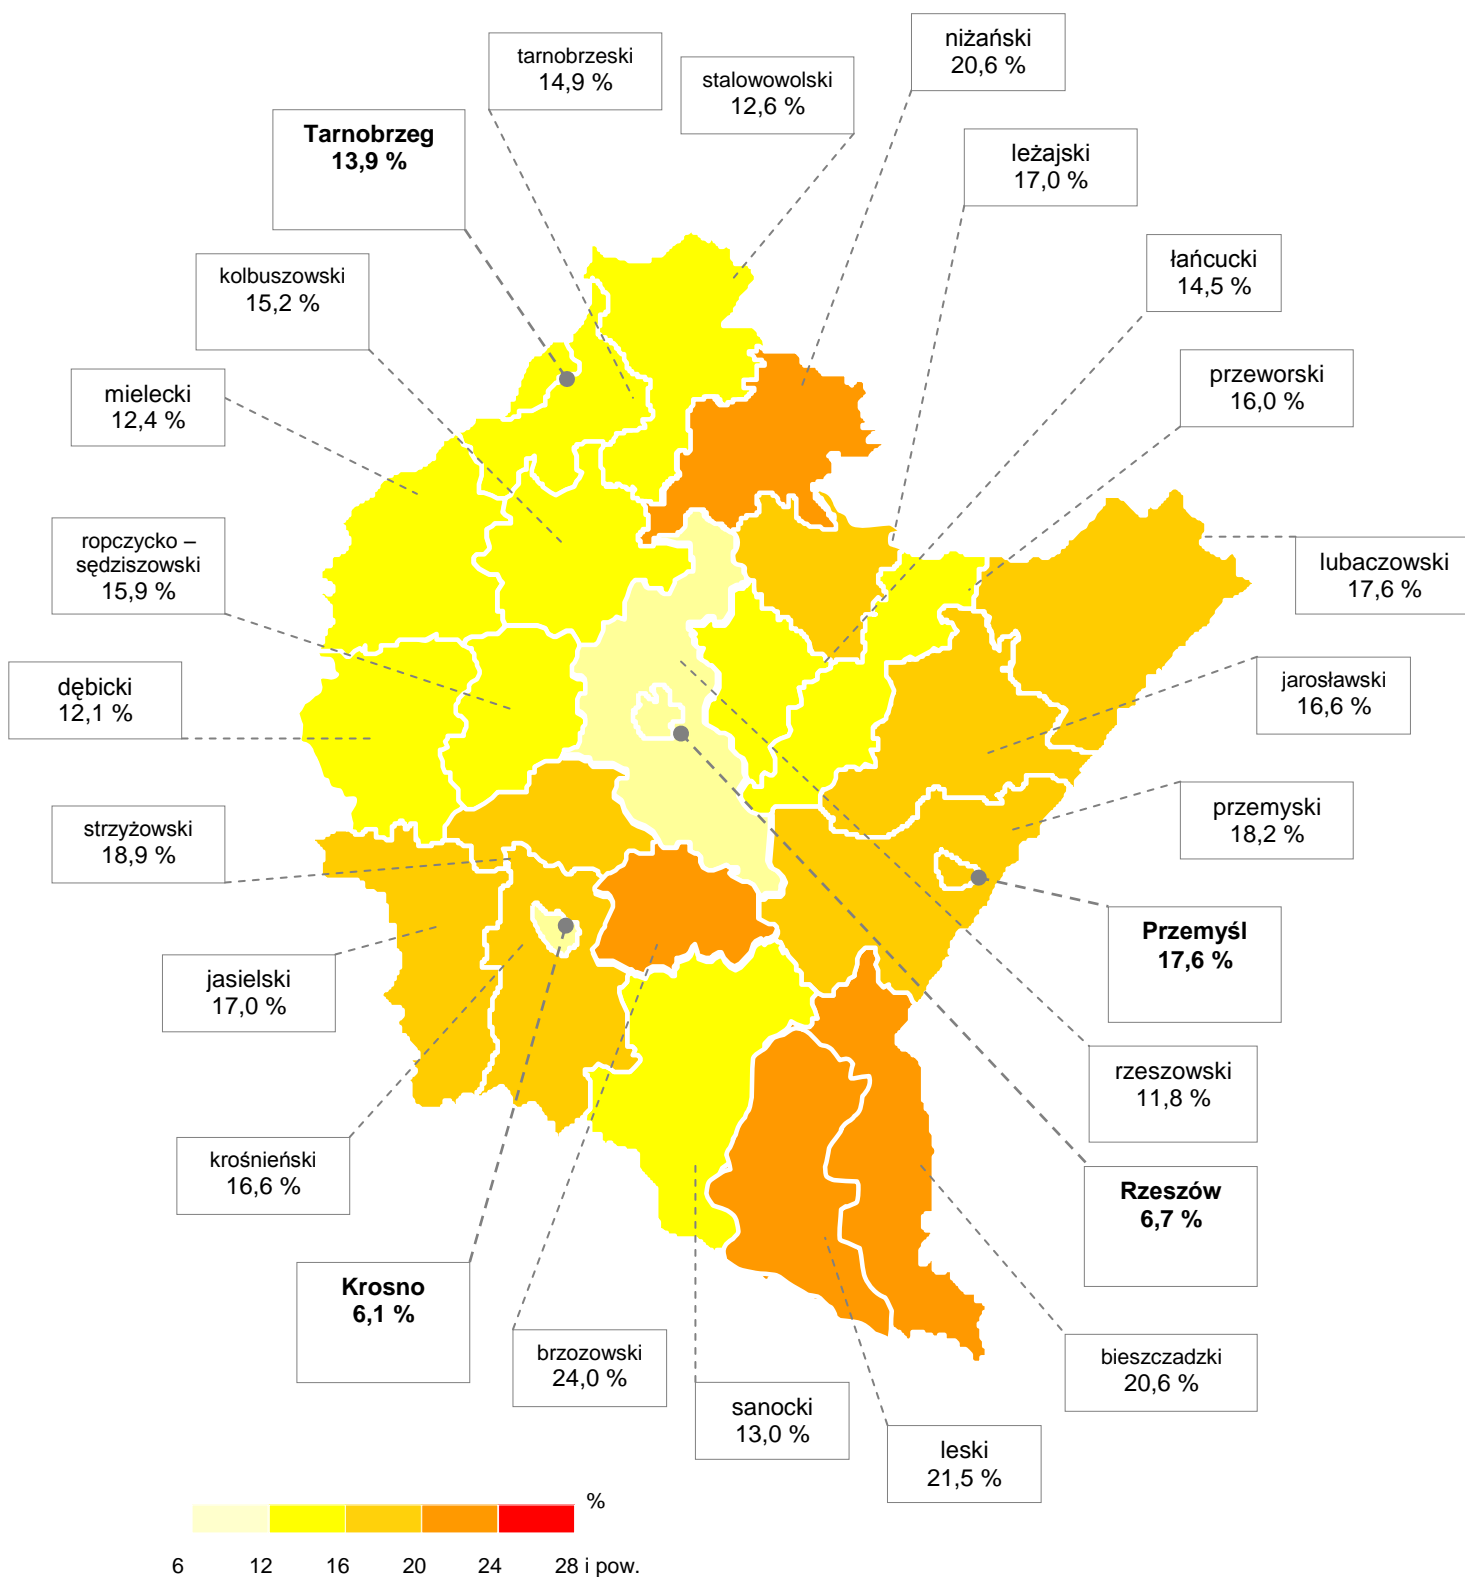 niżański
20,6 %
tarnobrzeski
14,9 %
stalowowolski
12,6 %
Tarnobrzeg
13,9 %
leżajski
17,0 %
łańcucki
14,5 %
kolbuszowski
15,2 %
przeworski
16,0 %
mielecki
12,4 %
ropczycko –
sędziszowski
15,9 %
lubaczowski
17,6 %
dębicki
12,1 %
jarosławski
16,6 %
przemyski
18,2 %
strzyżowski
18,9 %
Przemyśl
17,6 %
jasielski
17,0 %
rzeszowski
11,8 %
krośnieński
16,6 %
Rzeszów
6,7 %
Krosno
6,1 %
brzozowski
24,0 %
bieszczadzki
20,6 %
sanocki
13,0 %
leski
21,5 %
%
6 12 16 20 24 28 i pow.